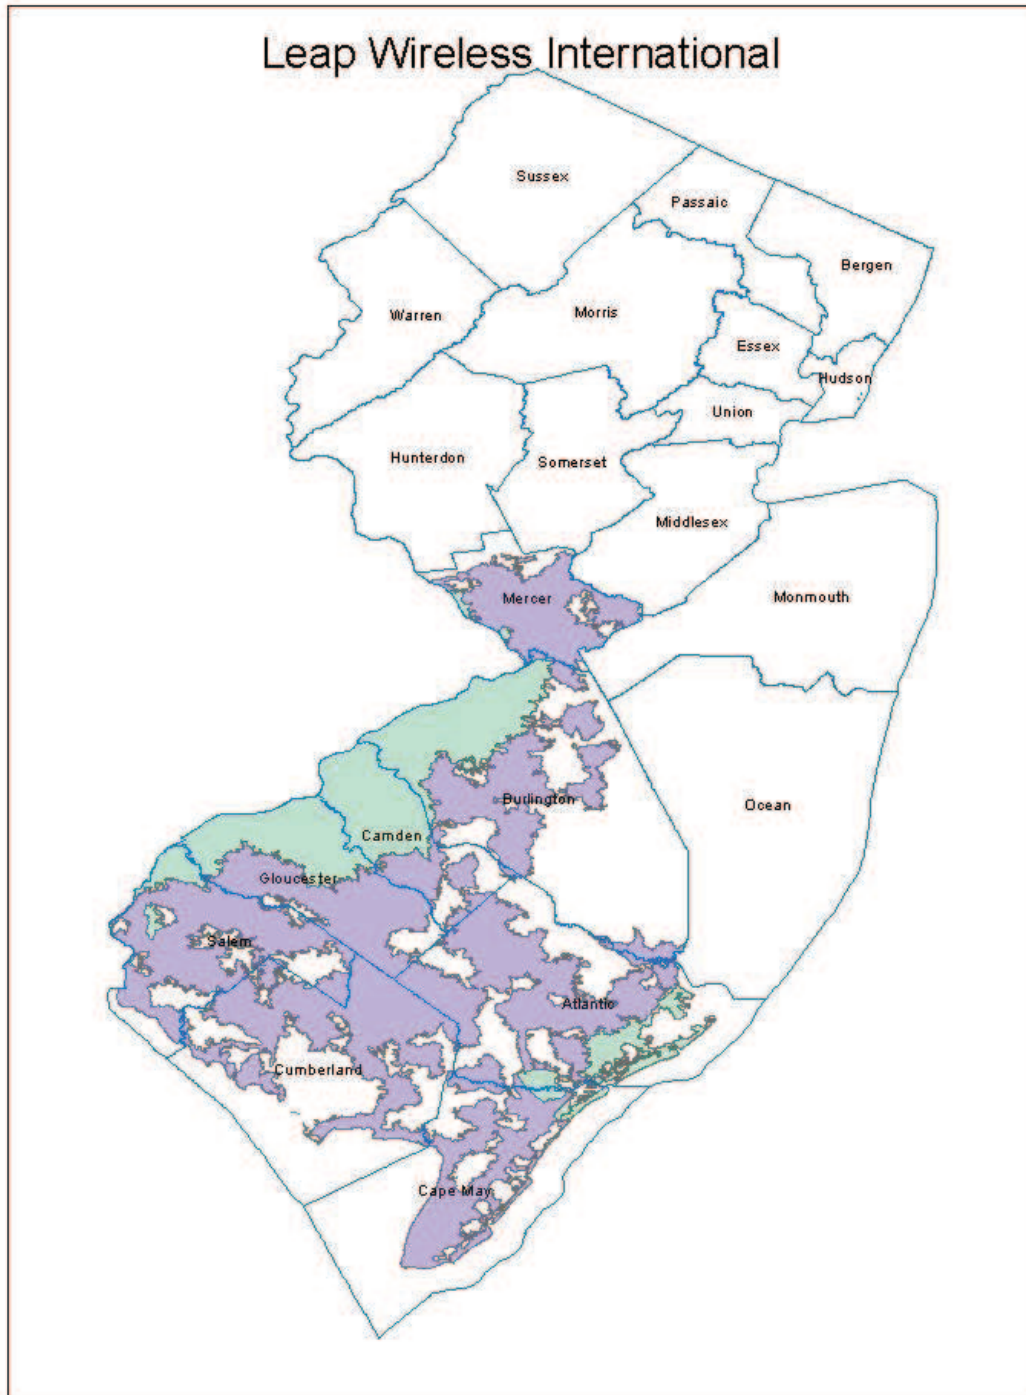 Leap Wireless International
Sussex
Passaic
Bergen
Warren
Morris
Essex
Hudson
Union
Hunterdon
Somerset
Middlesex
Mercer
Monmouth
Burlington
Ocean
Camden
Gloucester
Salem
Atlantic
Cumberland
Cape May